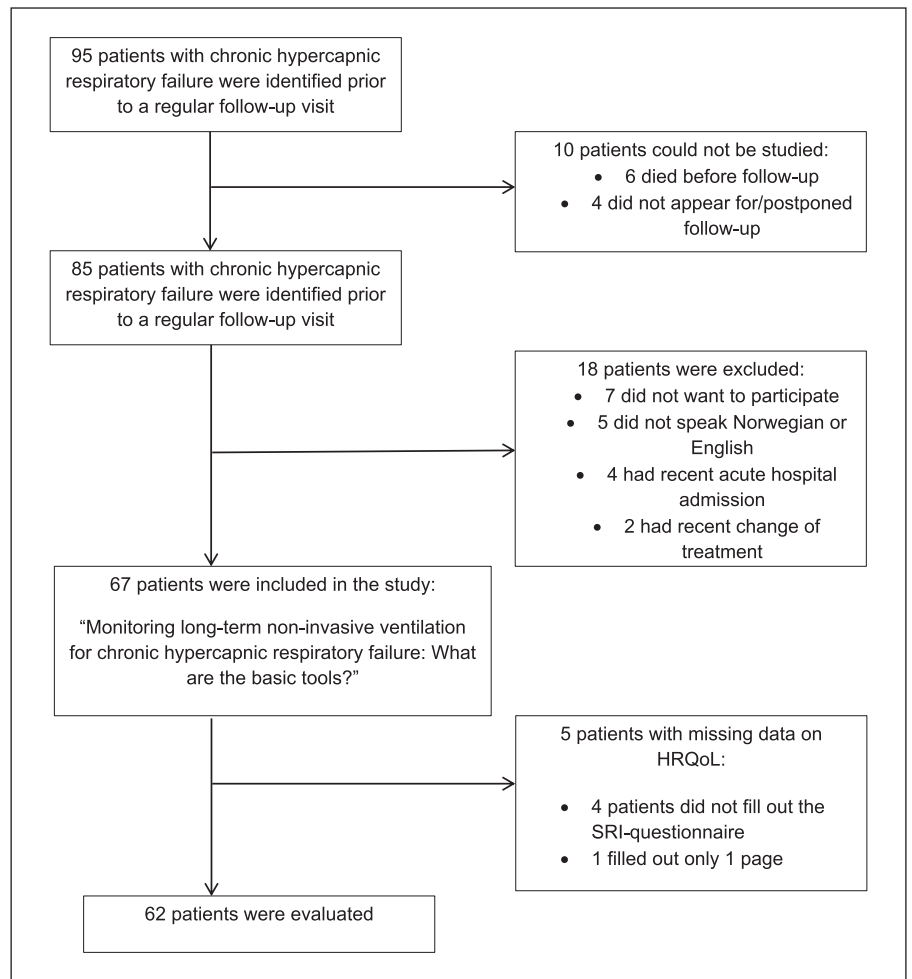 95 patients with chronic hypercapnic
respiratory failure were identified prior
to a regular follow-up visit
10 patients could not be studied:
• 6 died before follow-up
• 4 did not appear for/postponed
follow-up
85 patients with chronic hypercapnic
respiratory failure were identified prior
to a regular follow-up visit
18 patients were excluded:
• 7 did not want to participate
• 5 did not speak Norwegian or
English
• 4 had recent acute hospital
admission
• 2 had recent change of
treatment
67 patients were included in the study:
“Monitoring long-term non-invasive ventilation
for chronic hypercapnic respiratory failure: What
are the basic tools?”
5 patients with missing data on
HRQoL:
• 4 patients did not fill out the
SRI-questionnaire
• 1 filled out only 1 page
62 patients were evaluated